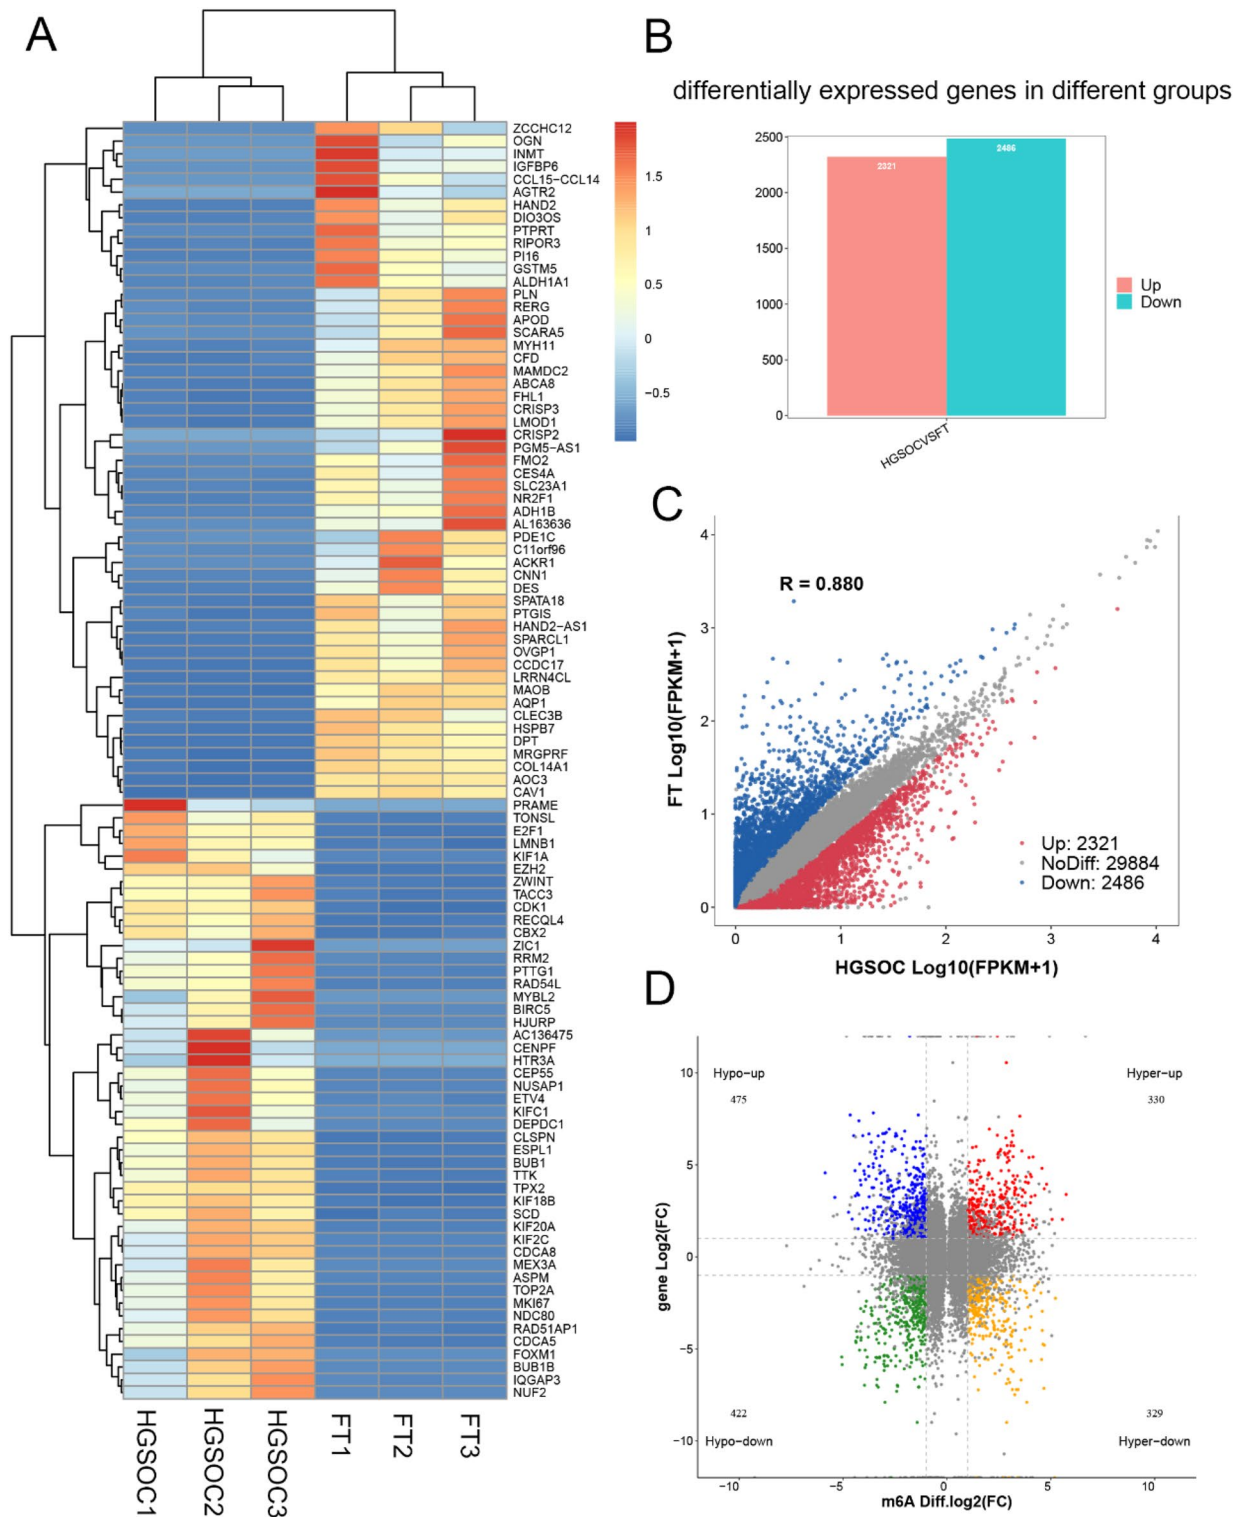 A
ZCCHC12
OGN
INMT
IGFBP6
CCL15−CCL14
AGTR2
HAND2
DIO3OS
PTPRT
RIPOR3
PI16
GSTM5
ALDH1A1
PLN
RERG
APOD
SCARA5
MYH11
CFD
MAMDC2
ABCA8
FHL1
CRISP3
LMOD1
CRISP2
PGM5−AS1
FMO2
CES4A
SLC23A1
NR2F1
ADH1B
AL163636
PDE1C
C11orf96
ACKR1
CNN1
DES
SPATA18
PTGIS
HAND2−AS1
SPARCL1
OVGP1
CCDC17
LRRN4CL
MAOB
AQP1
CLEC3B
HSPB7
DPT
MRGPRF
COL14A1
AOC3
CAV1
PRAME
TONSL
E2F1
LMNB1
KIF1A
EZH2
ZWINT
TACC3
CDK1
RECQL4
CBX2
ZIC1
RRM2
PTTG1
RAD54L
MYBL2
BIRC5
HJURP
AC136475
CENPF
HTR3A
CEP55
NUSAP1
ETV4
KIFC1
DEPDC1
CLSPN
ESPL1
BUB1
TTK
TPX2
KIF18B
SCD
KIF20A
KIF2C
CDCA8
MEX3A
ASPM
TOP2A
MKI67
NDC80
RAD51AP1
CDCA5
FOXM1
BUB1B
IQGAP3
NUF2
HGSOC1
HGSOC2
HGSOC3
FT1
FT2
FT3
1.5
1
0.5
0
−0.5
B
differentially expressed genes in different groups
2500
2000
1500
1000
500
0
2321
2486
HGSOCVSFT
Up
Down
C
R = 0.880
4
3
2
1
0
FT Log10(FPKM+1)
Up: 2321
NoDiff: 29884
Down: 2486
0 1 2 3 4
HGSOC Log10(FPKM+1)
D
Hypo−up
475
Hyper−up
330
10
5
0
−5
−10
gene Log2(FC)
422
Hypo−down
329
Hyper−down
−10 −5 0 5 10
m6A Diff.log2(FC)